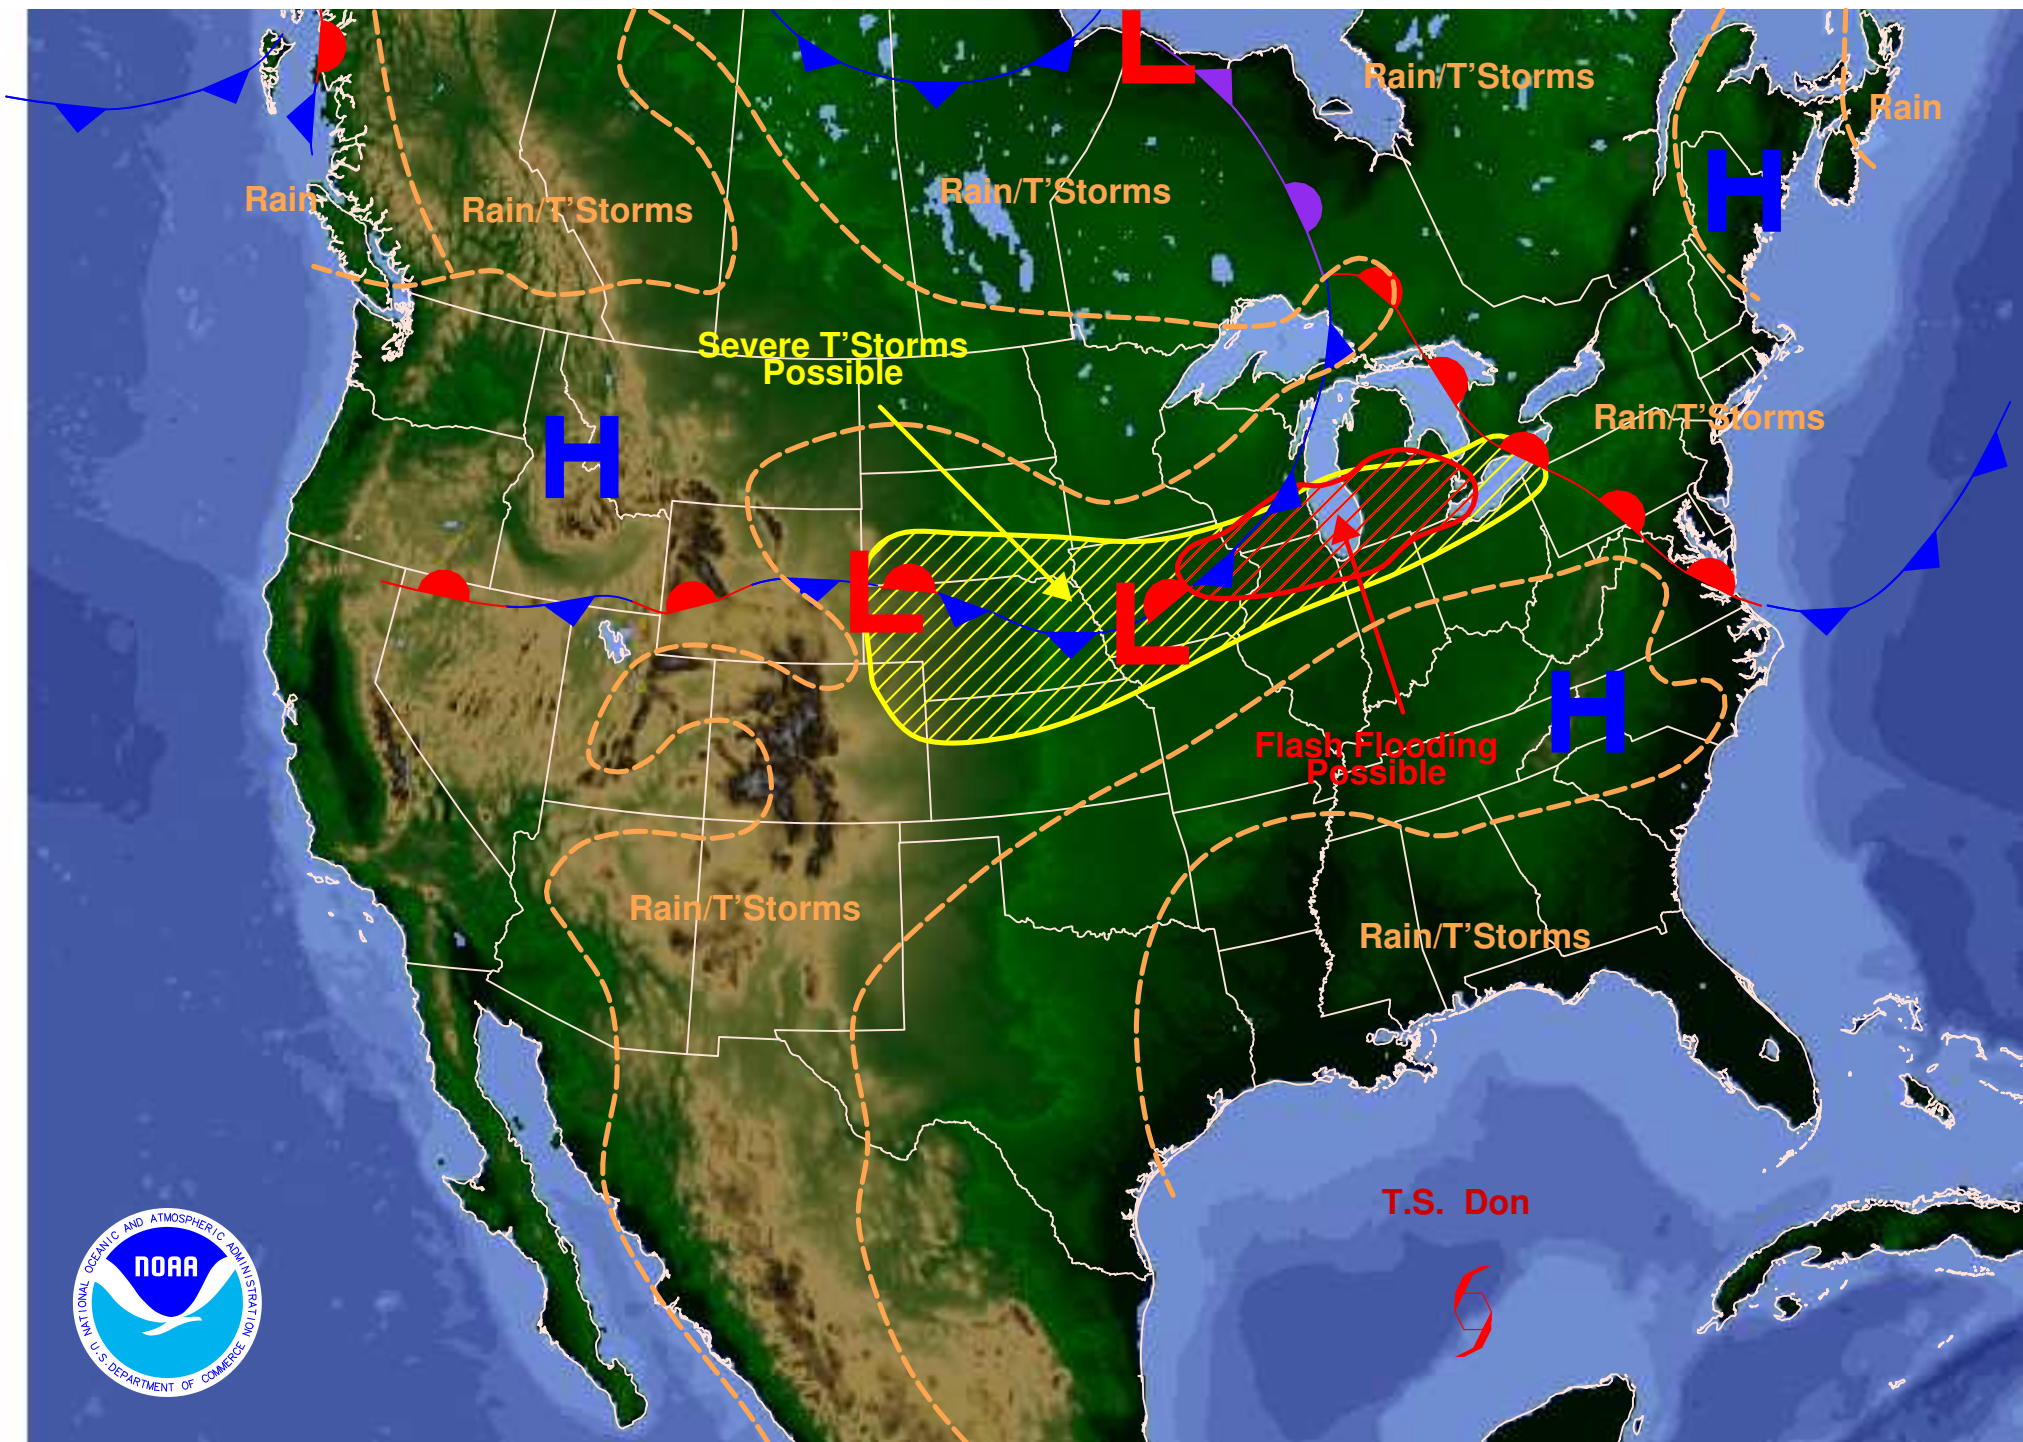 L
Rain/T'Storms
Rain
Rain
Rain/T'Storms
Rain/T'Storms
H
Severe T'Storms
Possible
H
Rain/T'Storms
L
L
H
Flash Flooding
Possible
Rain/T'Storms
Rain/T'Storms
T.S. Don
NATIONAL OCEANIC AND ATMOSPHERIC ADMINISTRATION
NOAA
U.S. DEPARTMENT OF COMMERCE